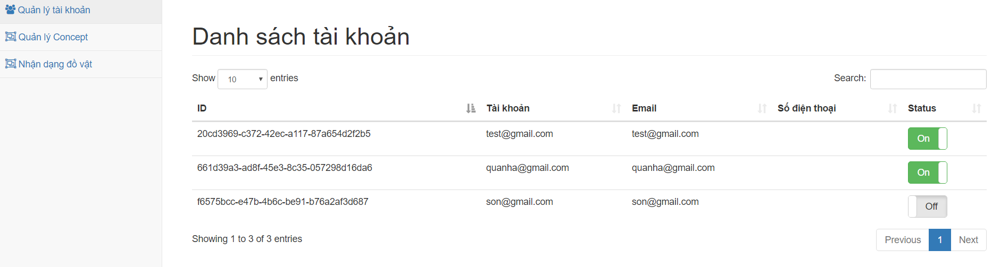 Quản lý tài khoản
Quản lý Concept
Nhận dạng đồ vật
Danh sách tài khoản
Show 10 entries Search:
ID Tài khoản Email Số điện thoại Status
20cd3969-c372-42ec-a117-87a654d2f2b5 test@gmail.com test@gmail.com On
661d39a3-ad8f-45e3-8c35-057298d16da6 quanha@gmail.com quanha@gmail.com On
f6575bcc-e47b-4b6c-be91-b76a2af3d687 son@gmail.com son@gmail.com Off
Showing 1 to 3 of 3 entries Previous 1 Next